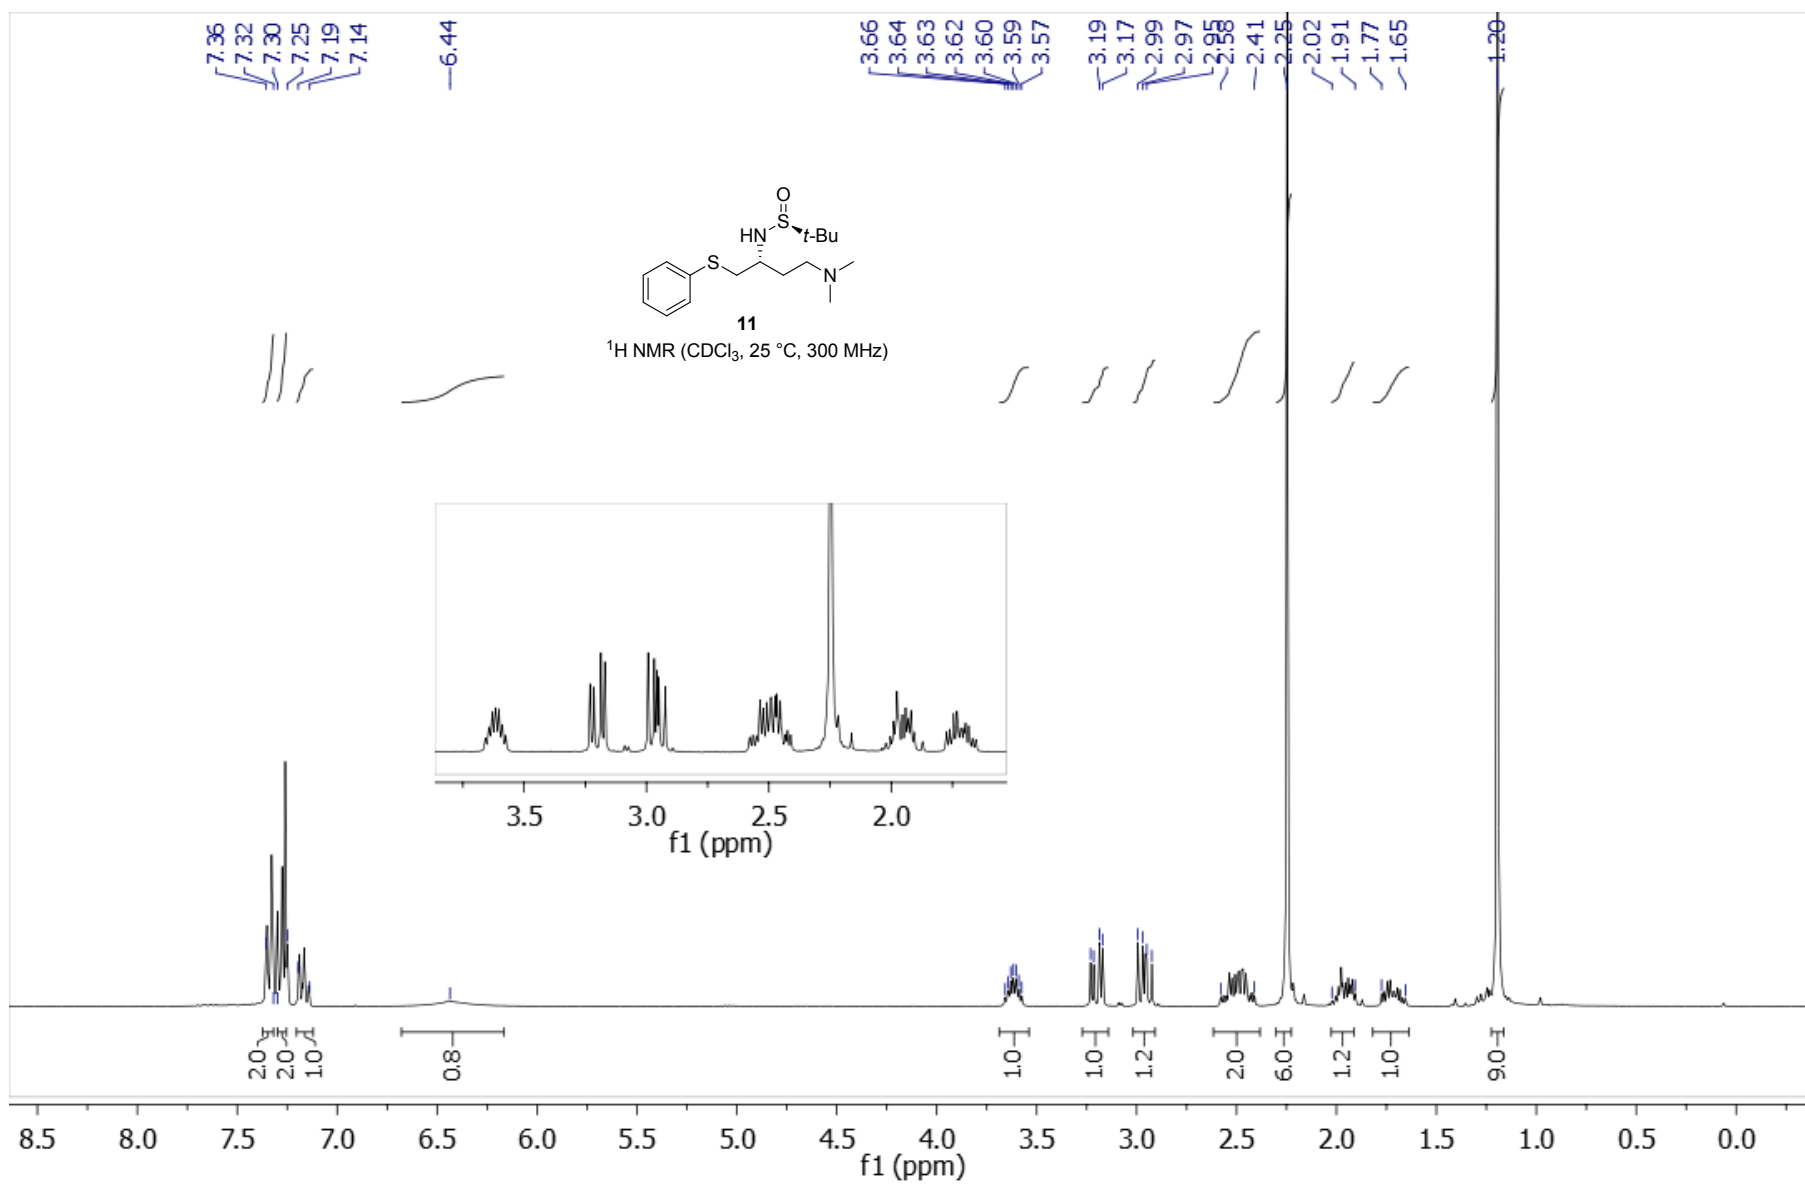 7.36 7.32 7.30 7.25 7.19 7.14 6.44 3.66 3.64 3.63 3.62 3.60 3.59 3.57 3.19 3.17 2.99 2.97 2.95 2.58 2.41 2.25 2.02 1.91 1.77 1.65 1.20
O
HN S t-Bu
S
N
11
¹H NMR (CDCl₃, 25 °C, 300 MHz)
3.5 3.0 2.5 2.0
f1 (ppm)
2.0 2.0 1.0 0.8 1.0 1.0 1.2 2.0 6.0 1.2 1.0 9.0
8.5 8.0 7.5 7.0 6.5 6.0 5.5 5.0 4.5 4.0 3.5 3.0 2.5 2.0 1.5 1.0 0.5 0.0
f1 (ppm)